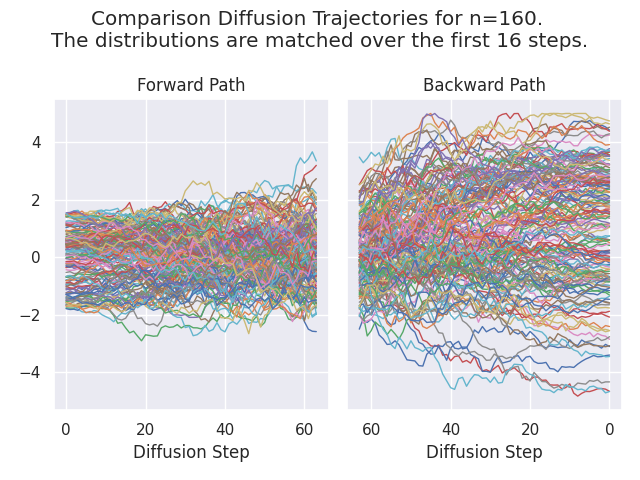 Comparison Diffusion Trajectories for n=160.
The distributions are matched over the first 16 steps.
Forward Path
Backward Path
4
2
0
−2
−4
0 20 40 60
60 40 20 0
Diffusion Step
Diffusion Step